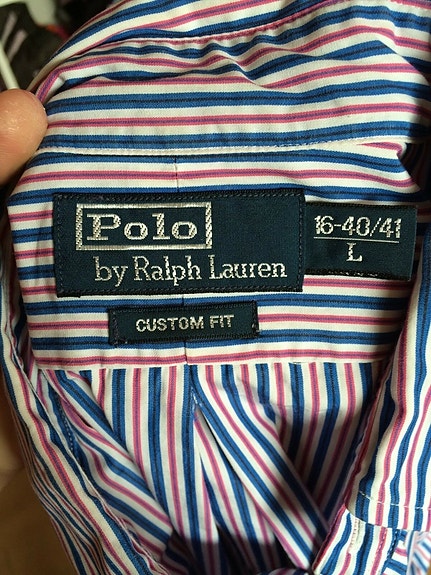 Polo
by Ralph Lauren
16-40/41
L
CUSTOM FIT